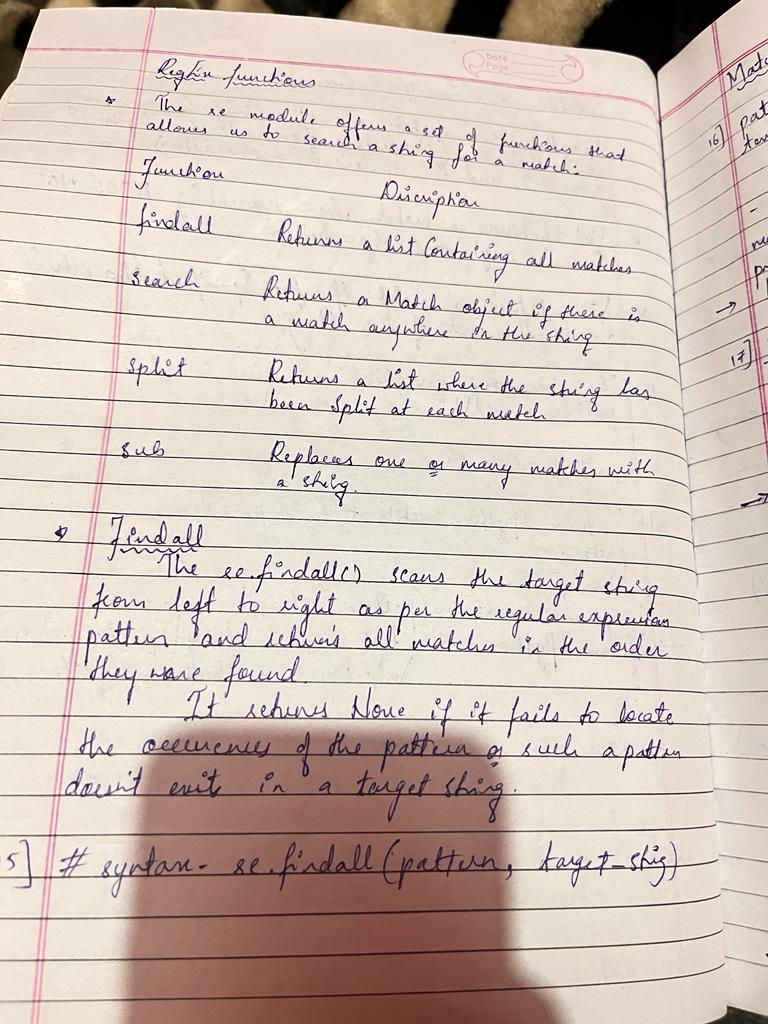 RegEx functions
Date
Page
* The re module offers a set of functions that
allows us to search a string for a match:
Function Discription
findall Returns a list Containing all matches
search Returns a Match object if there is
a match anywhere in the string
split Returns a list where the string has
been Split at each match
sub Replaces one or many matches with
a string.
* Findall
The re.findall() scans the target string
from left to right as per the regular expression
pattern and returns all matches in the order
they were found.
It returns None if it fails to locate
the occurences of the pattern or such a pattern
doesn't exits in a target string.
5] # syntax- re.findall(pattern, target_string)
Matc
16] pat
→
17]
→